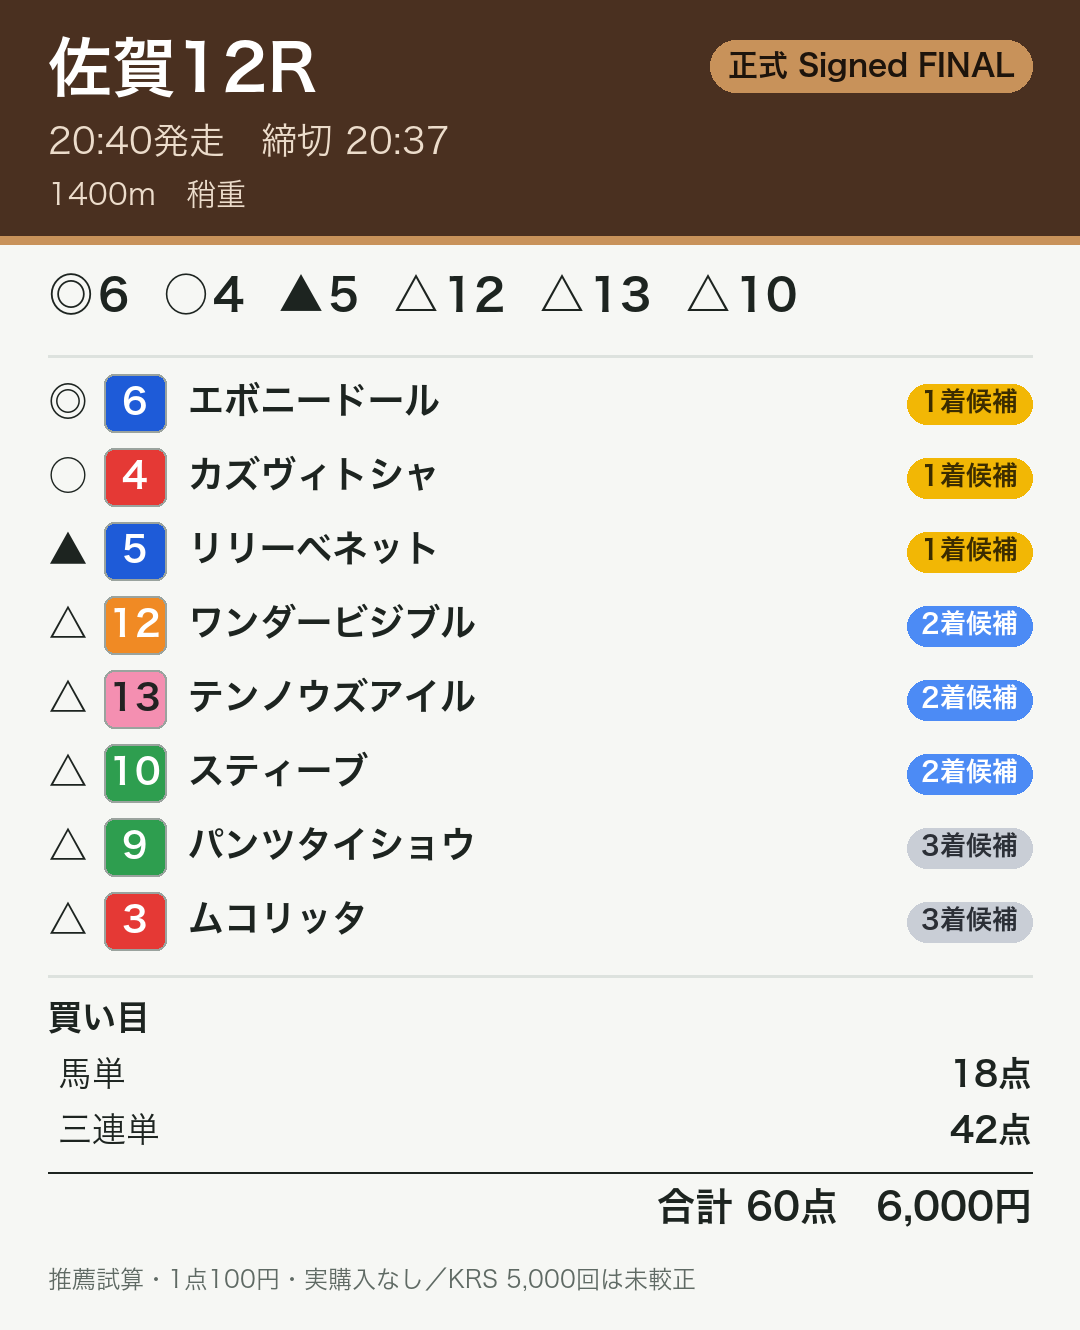 佐賀12R
正式 Signed FINAL
20:40発走　締切 20:37
1400m　稍重
◎6 ○4 ▲5 △12 △13 △10
◎ 6 エボニードール 1着候補
○ 4 カズヴィトシャ 1着候補
▲ 5 リリーベネット 1着候補
△ 12 ワンダービジブル 2着候補
△ 13 テンノウズアイル 2着候補
△ 10 スティーブ 2着候補
△ 9 パンツタイショウ 3着候補
△ 3 ムコリッタ 3着候補
買い目
馬単 18点
三連単 42点
合計 60点　6,000円
推薦試算・1点100円・実購入なし／KRS 5,000回は未較正